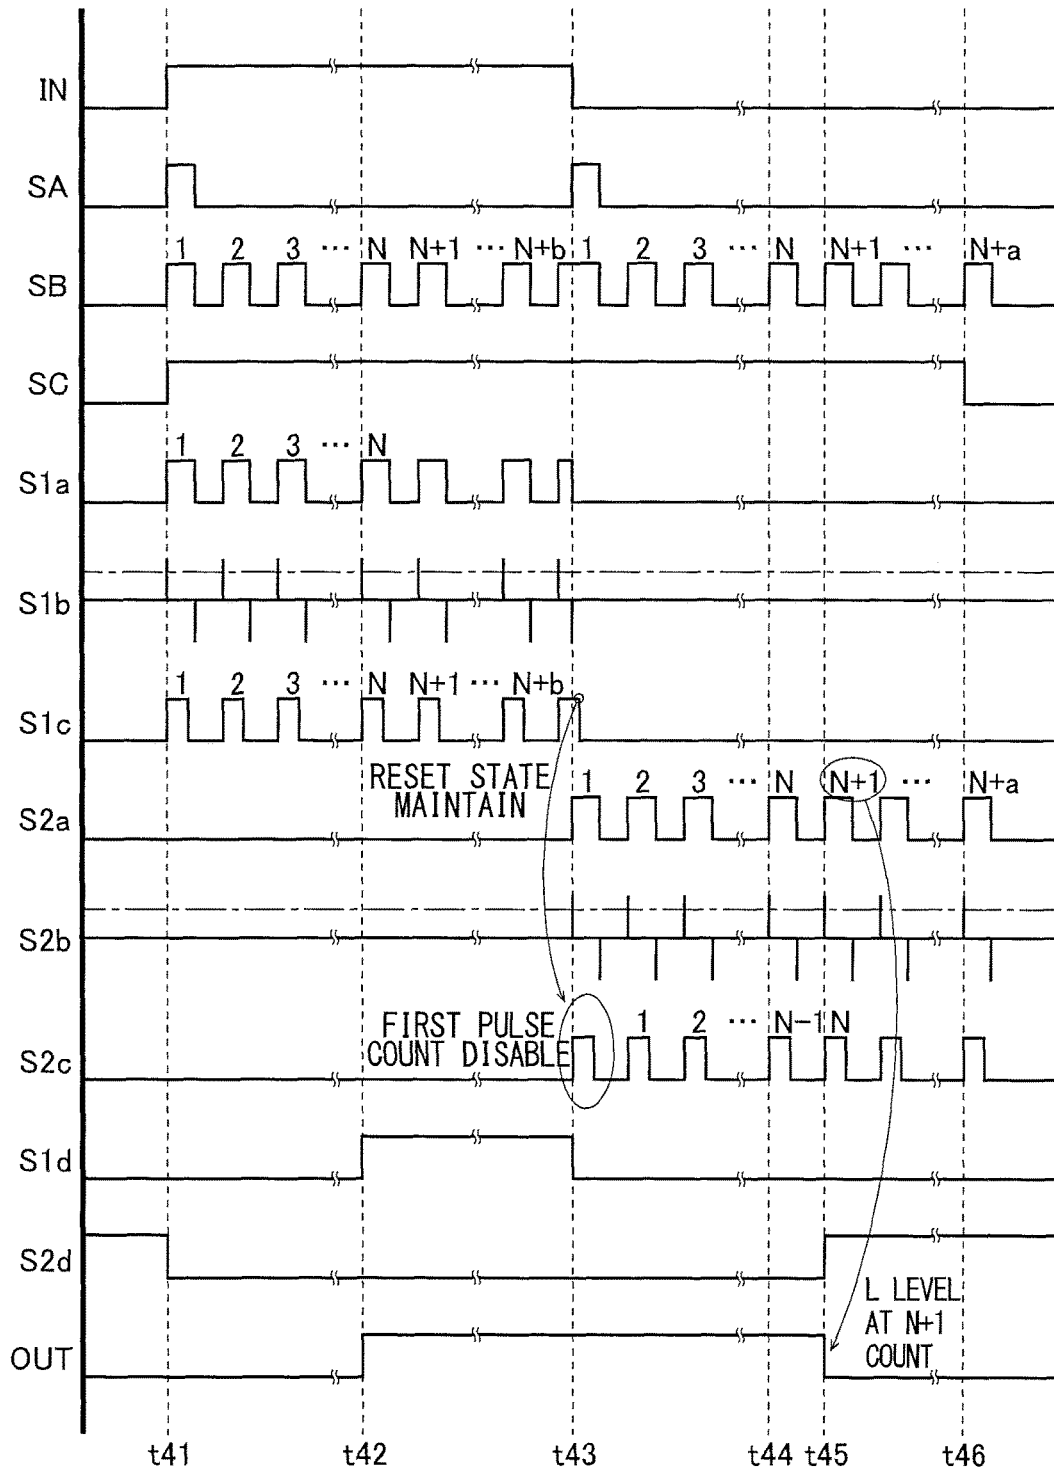 IN
SA
1 2 3 ... N N+1 ... N+b 1 2 3 ... N N+1 ... N+a
SB
SC
1 2 3 ... N
S1a
S1b
1 2 3 ... N N+1 ... N+b
S1c
RESET STATE
MAINTAIN
1 2 3 ... N N+1 ... N+a
S2a
S2b
FIRST PULSE
COUNT DISABLE
1 2 ... N-1 N
S2c
S1d
S2d
L LEVEL
AT N+1
COUNT
OUT
t41 t42 t43 t44 t45 t46